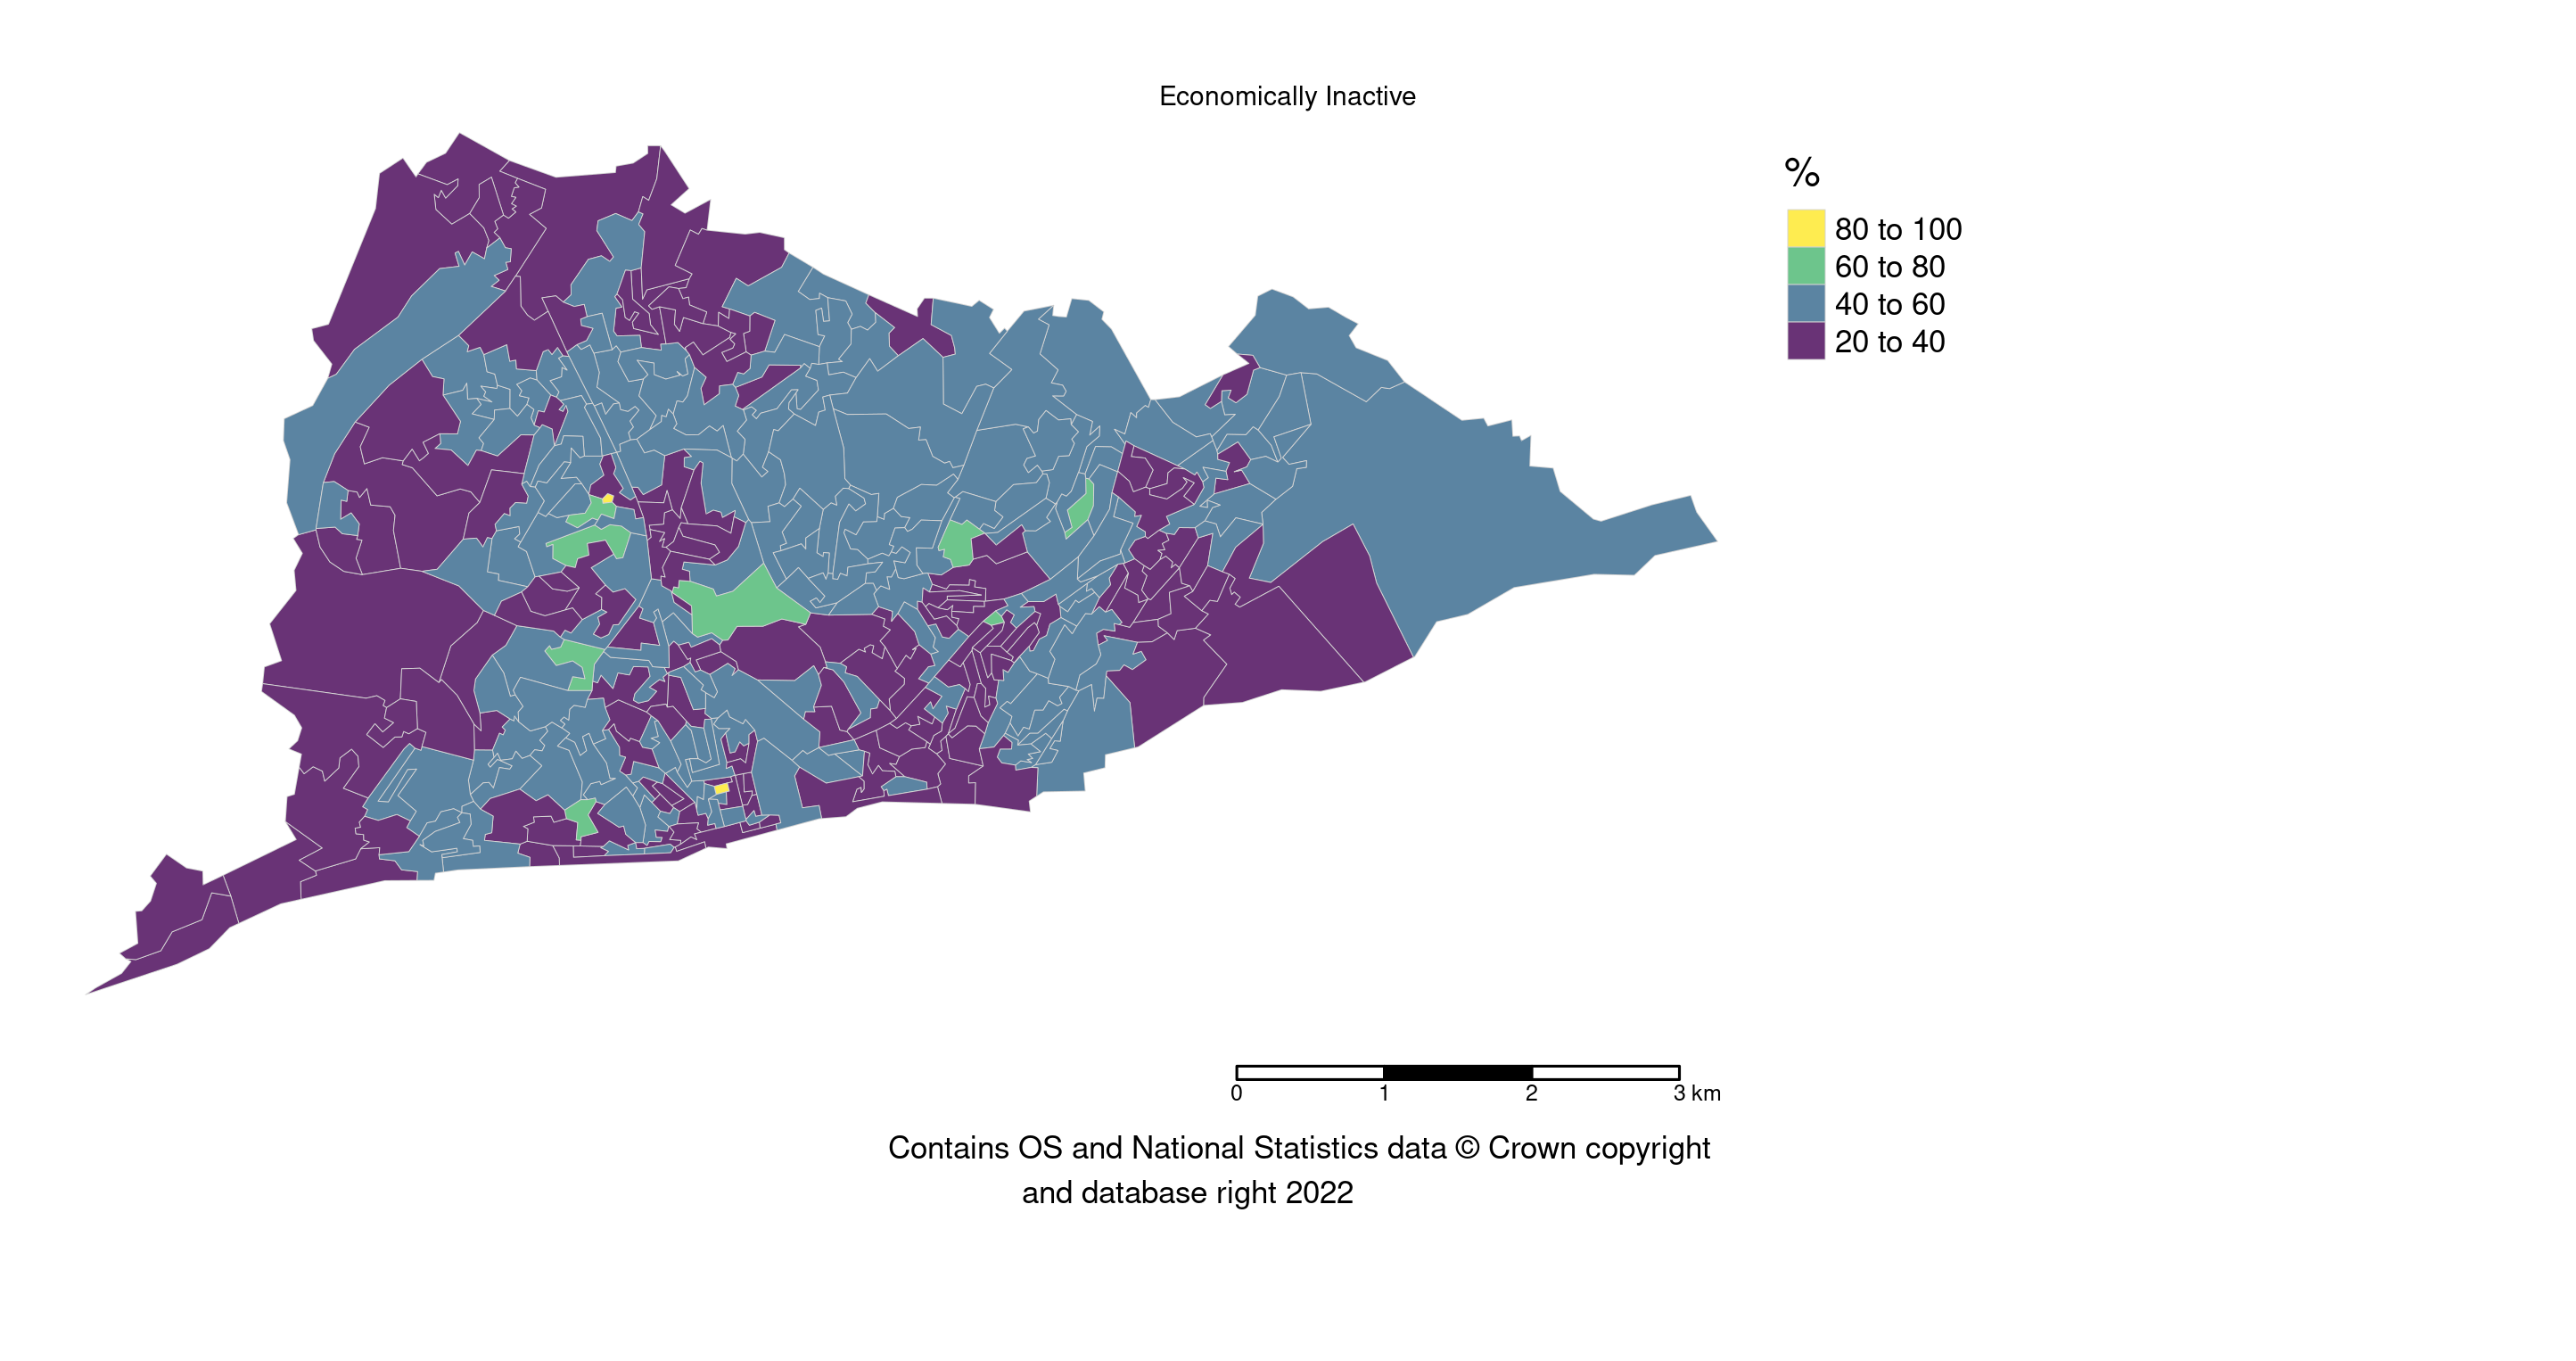 Economically Inactive
%
80 to 100
60 to 80
40 to 60
20 to 40
0 1 2 3 km
Contains OS and National Statistics data © Crown copyright
and database right 2022